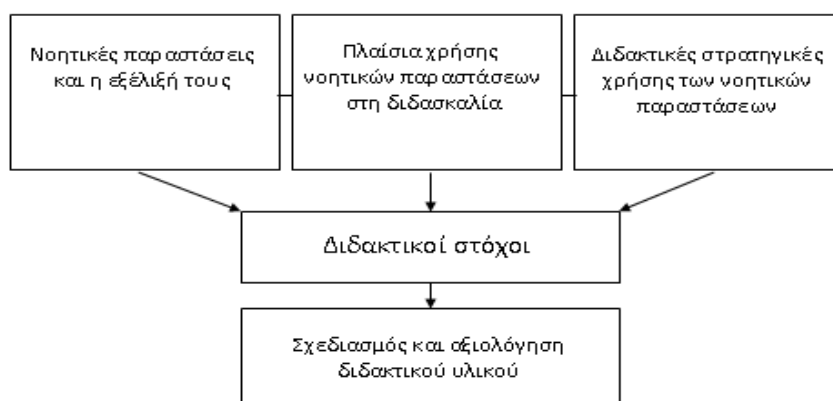 Νοητικές παραστάσεις
και η εξέλιξή τους
Πλαίσια χρήσης
νοητικών παραστάσεων
στη διδασκαλία
Διδακτικές στρατηγικές
χρήσης των νοητικών
παραστάσεων
Διδακτικοί στόχοι
Σχεδιασμός και αξιολόγηση
διδακτικού υλικού